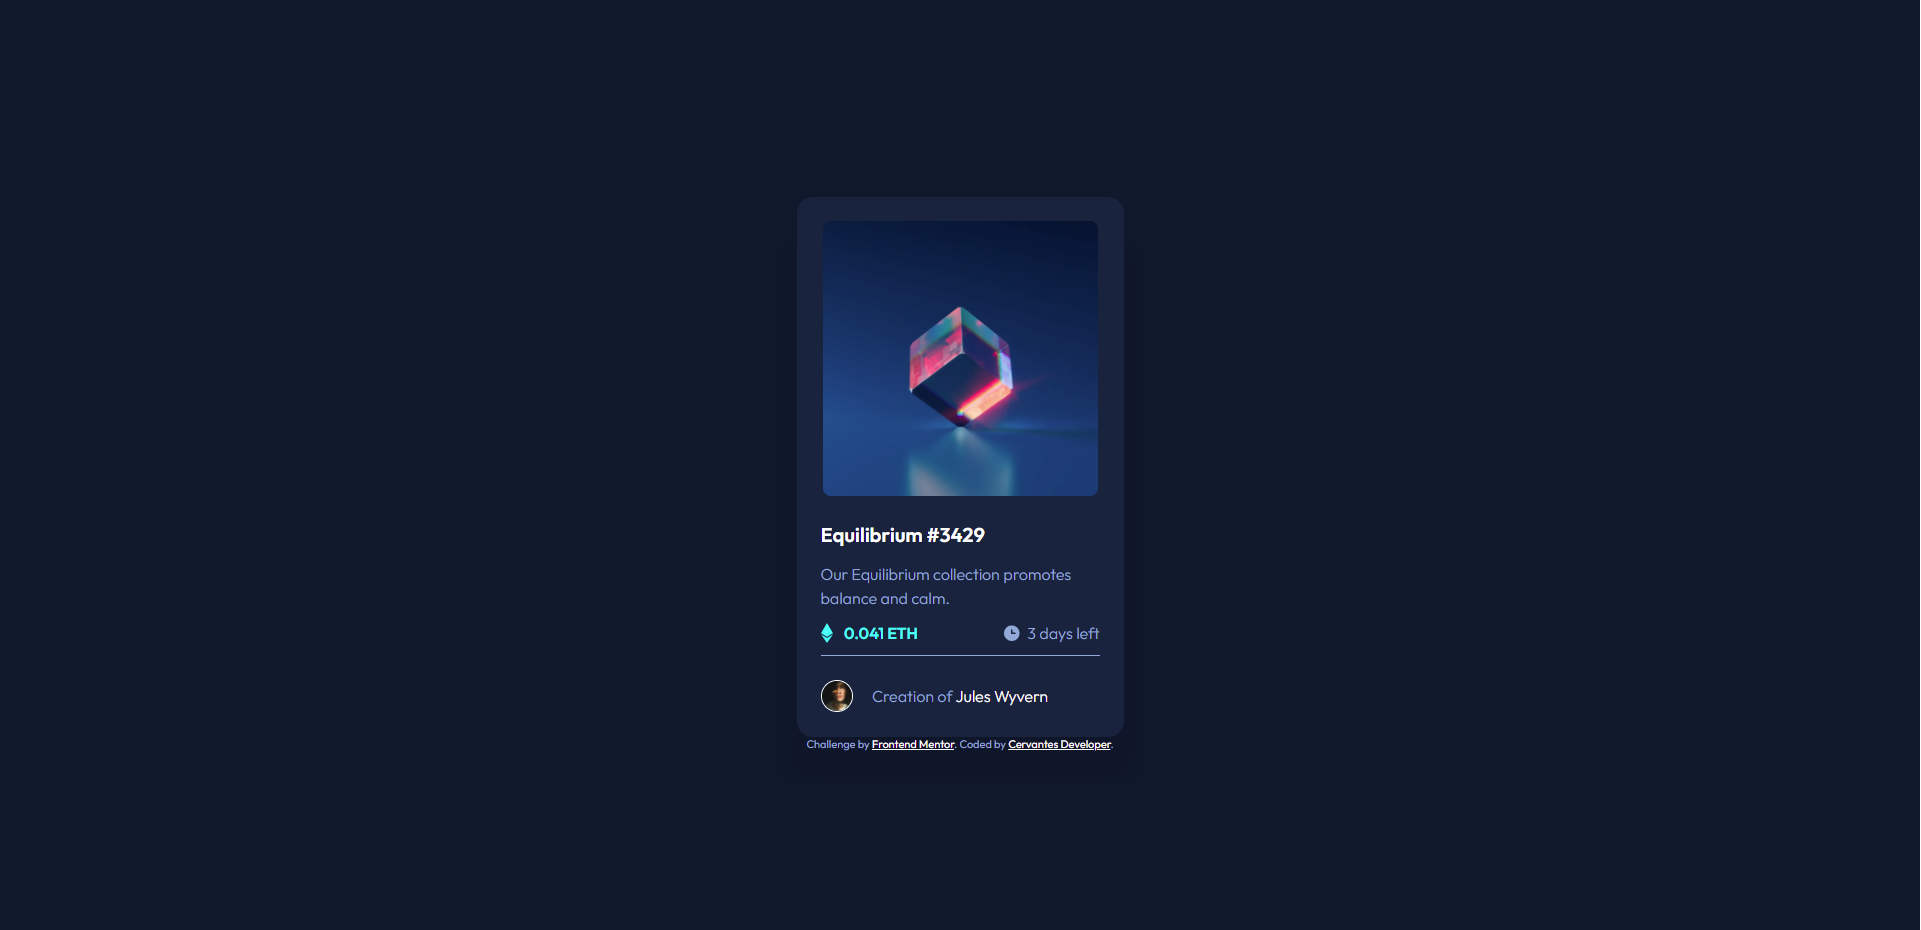 Equilibrium #3429
Our Equilibrium collection promotes
balance and calm.
0.041 ETH 3 days left
Creation of Jules Wyvern
Challenge by Frontend Mentor. Coded by Cervantes Developer.